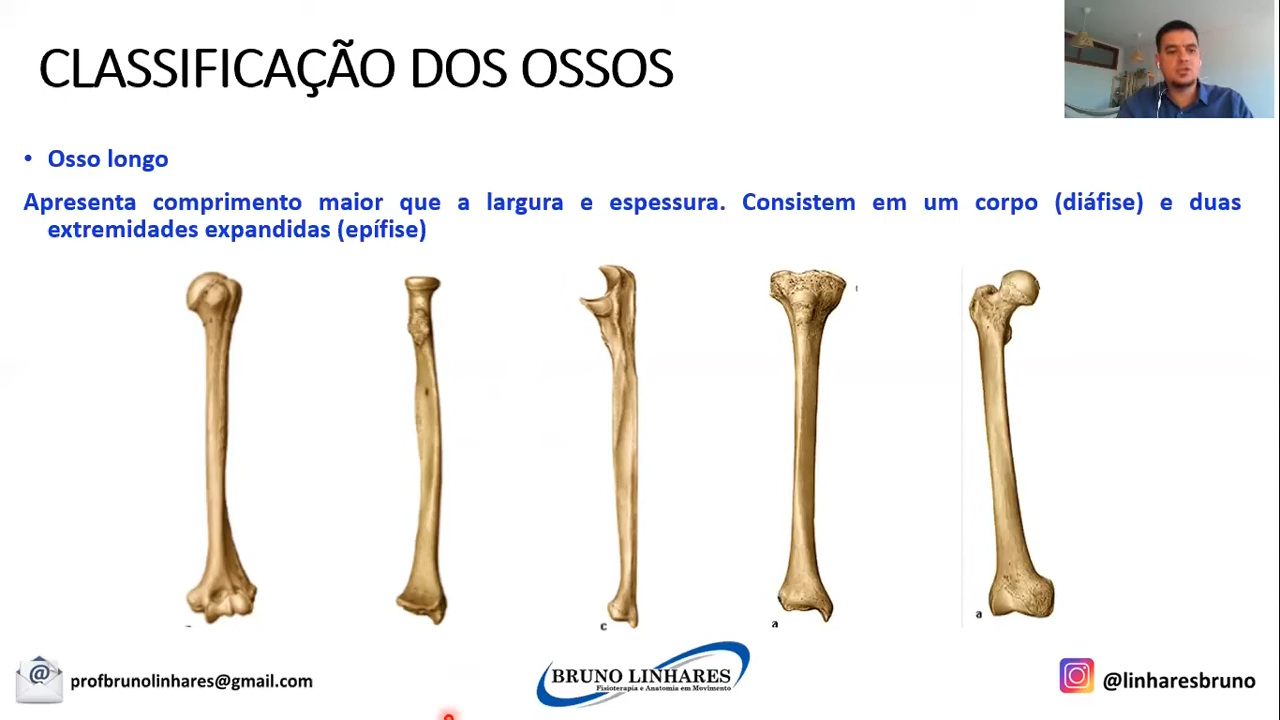 CLASSIFICAÇÃO DOS OSSOS
• Osso longo
Apresenta comprimento maior que a largura e espessura. Consistem em um corpo (diáfise) e duas
extremidades expandidas (epífise)
c
a
a
@
profbrunolinhares@gmail.com
BRUNO LINHARES
Fisioterapia e Anatomia em Movimento
@linharesbruno